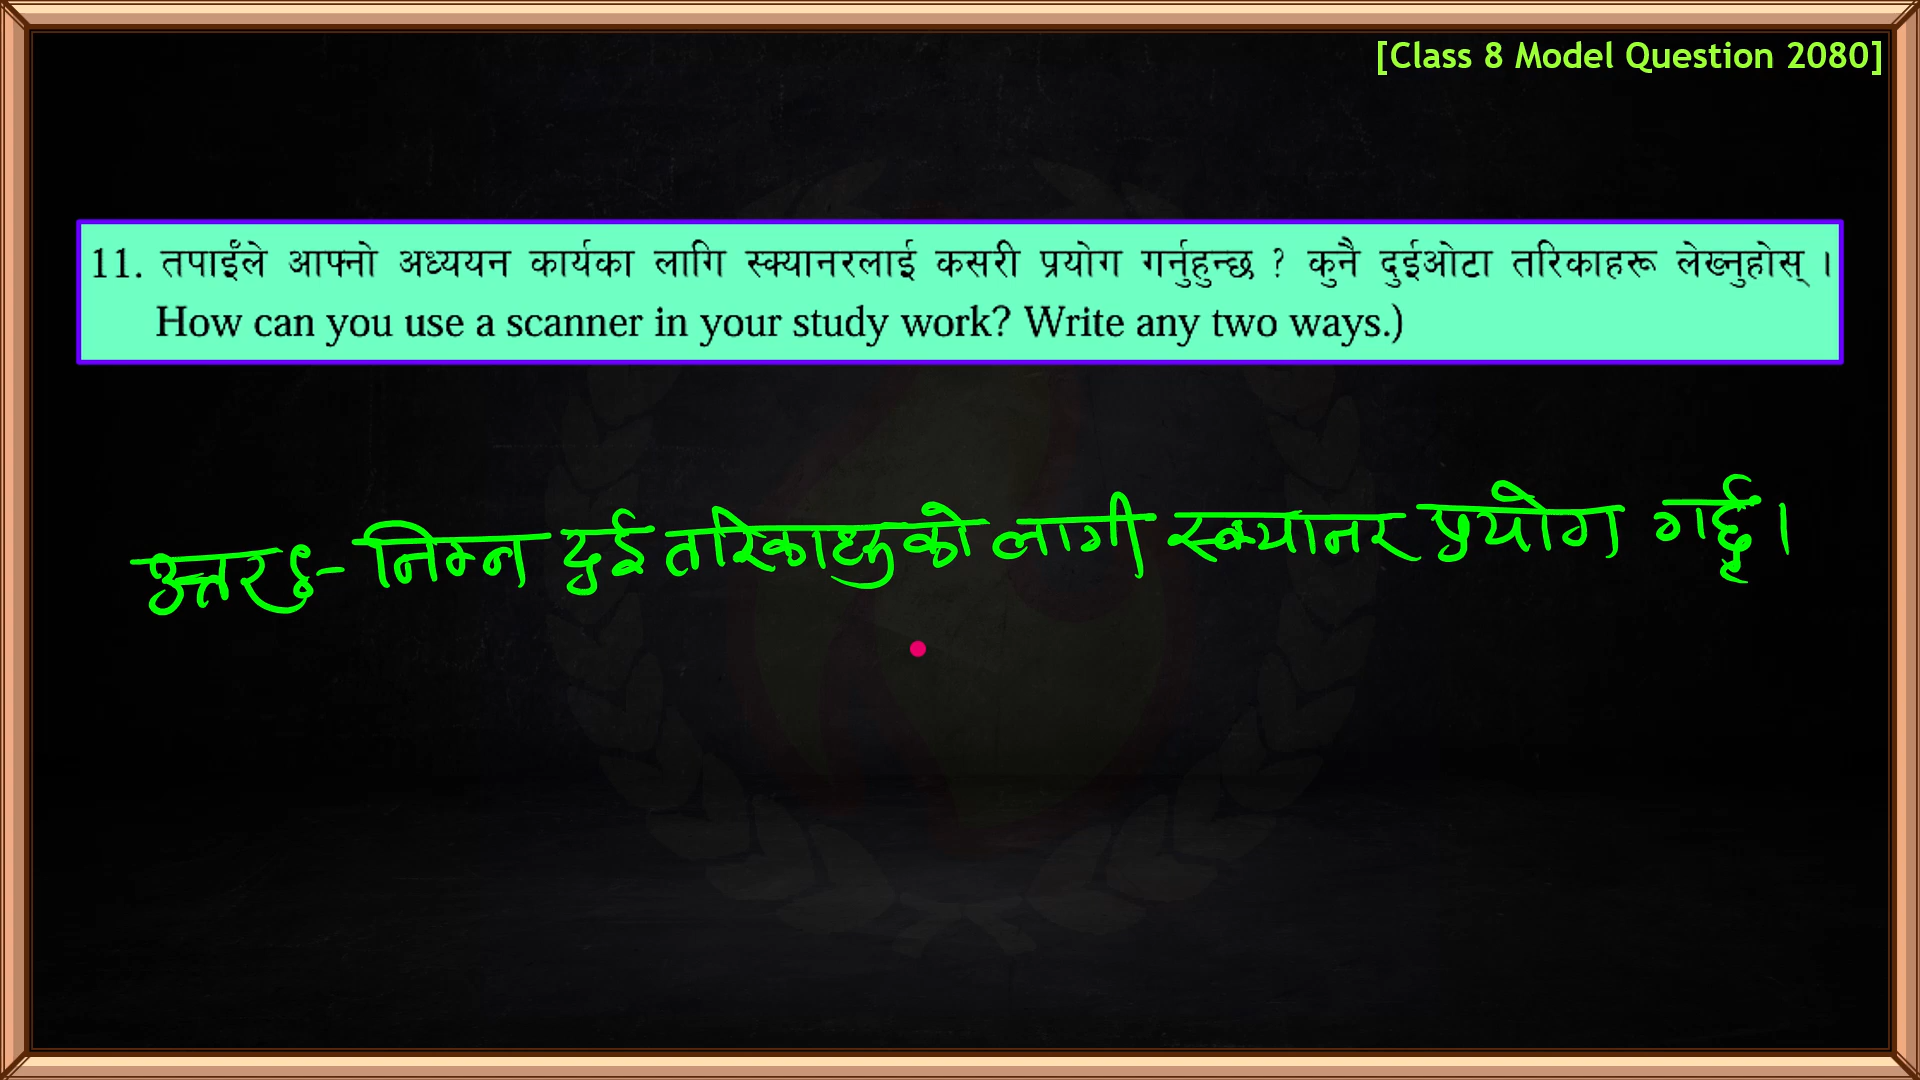 [Class 8 Model Question 2080]
11. तपाईंले आफ्नो अध्ययन कार्यका लागि स्क्यानरलाई कसरी प्रयोग गर्नुहुन्छ ? कुनै दुईओटा तरिकाहरू लेख्नुहोस् ।
How can you use a scanner in your study work? Write any two ways.)
उत्तरः- निम्न दुई तरिकाहरुको लागी स्क्यानर प्रयोग गर्छु ।